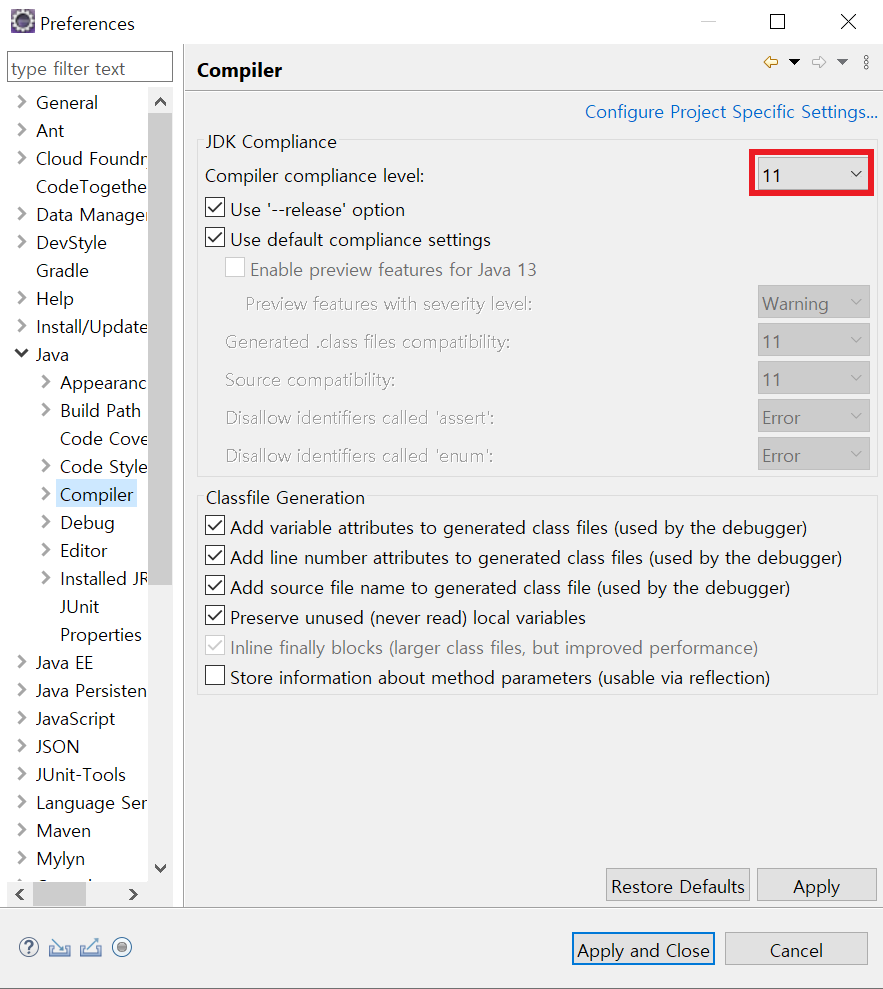 Preferences
type filter text
General
Ant
Cloud Foundr
CodeTogethe
Data Manage
DevStyle
Gradle
Help
Install/Update
Java
Appearanc
Build Path
Code Cove
Code Style
Compiler
Debug
Editor
Installed JR
JUnit
Properties
Java EE
Java Persisten
JavaScript
JSON
JUnit-Tools
Language Ser
Maven
Mylyn
Compiler
Configure Project Specific Settings...
JDK Compliance
Compiler compliance level: 11
Use '--release' option
Use default compliance settings
Enable preview features for Java 13
Preview features with severity level: Warning
Generated .class files compatibility: 11
Source compatibility: 11
Disallow identifiers called 'assert': Error
Disallow identifiers called 'enum': Error
Classfile Generation
Add variable attributes to generated class files (used by the debugger)
Add line number attributes to generated class files (used by the debugger)
Add source file name to generated class file (used by the debugger)
Preserve unused (never read) local variables
Inline finally blocks (larger class files, but improved performance)
Store information about method parameters (usable via reflection)
Restore Defaults Apply
Apply and Close Cancel